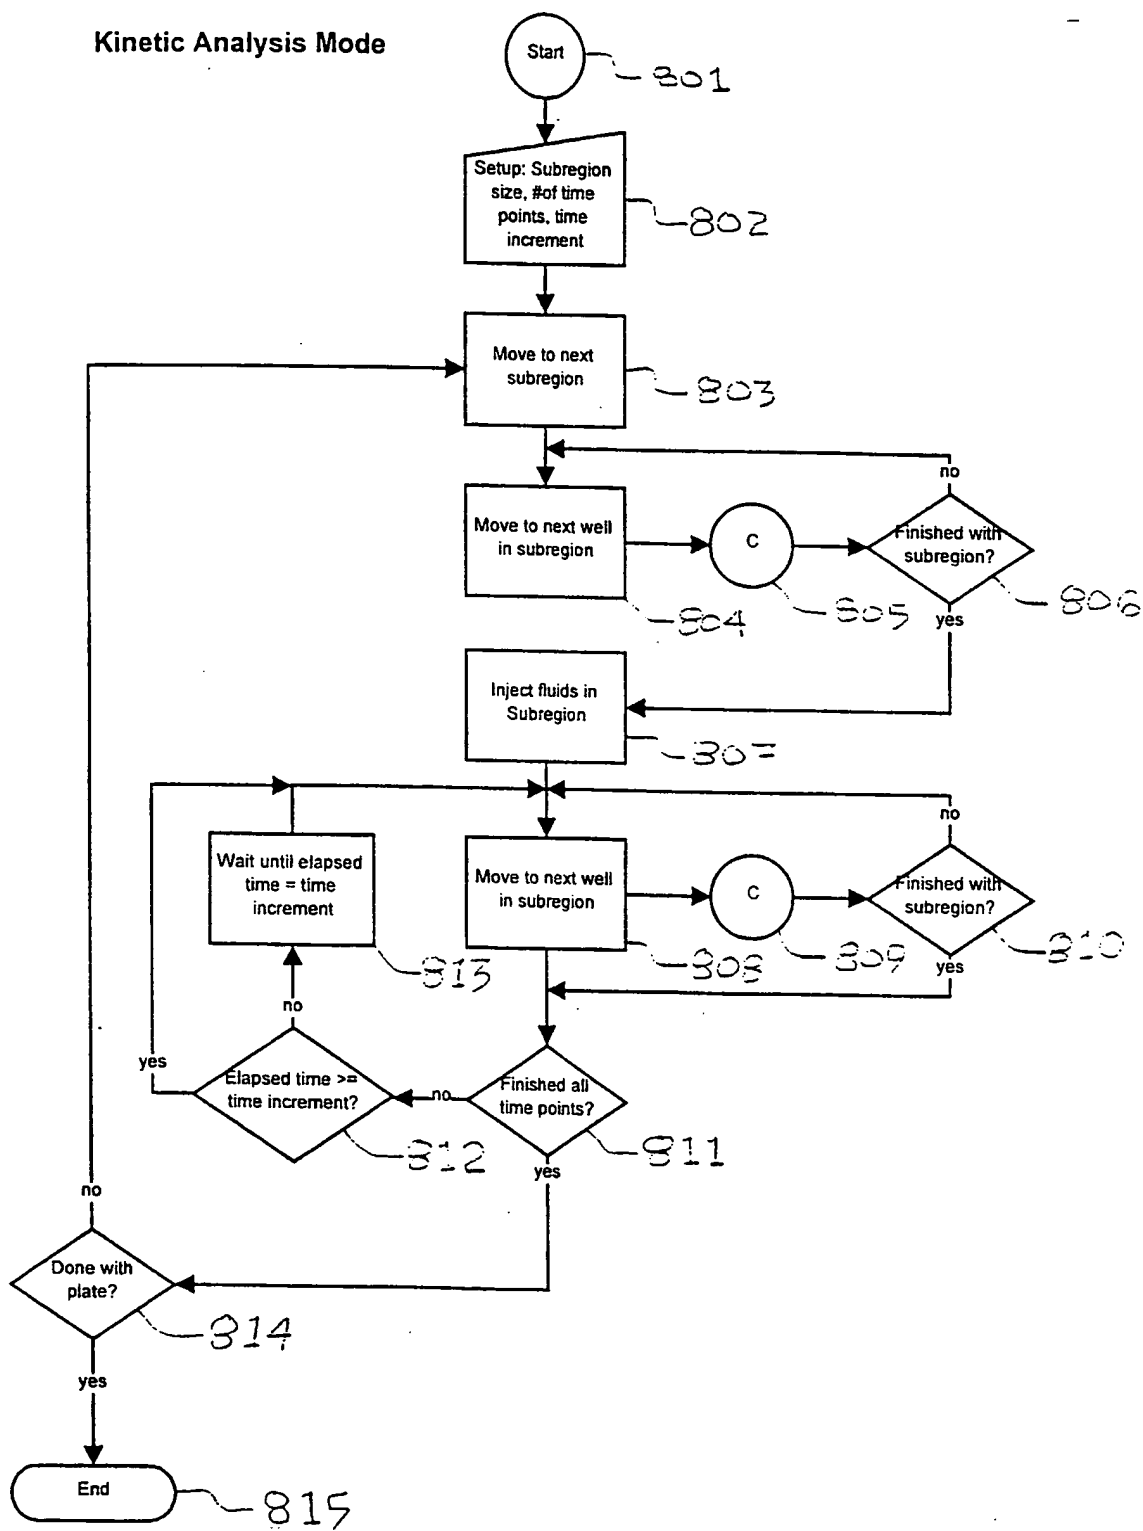 Kinetic Analysis Mode
Start
801
Setup: Subregion
size, #of time
points, time
increment
802
Move to next
subregion
803
no
Move to next well
in subregion
C
Finished with
subregion?
804
805
806
yes
Inject fluids in
Subregion
807
no
Wait until elapsed
time = time
increment
Move to next well
in subregion
C
Finished with
subregion?
813
808
809
810
yes
no
yes
Elapsed time >=
time increment?
no
Finished all
time points?
812
811
yes
no
Done with
plate?
814
yes
End
815